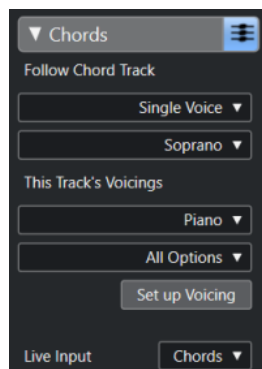 Chords
Follow Chord Track
Single Voice
Soprano
This Track's Voicings
Piano
All Options
Set up Voicing
Live Input Chords